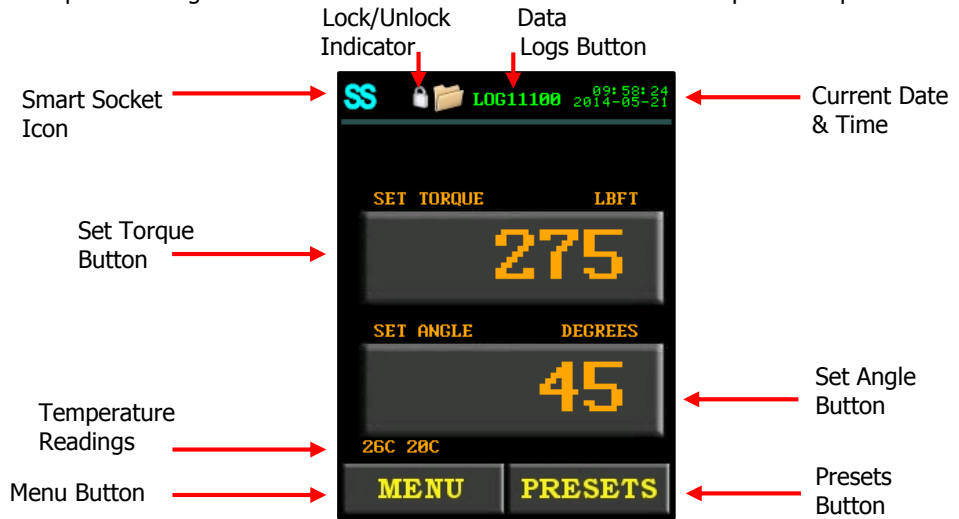 Lock/Unlock
Indicator
Data
Logs Button
Smart Socket
Icon
SS
LOG11100
09:58:24
2014-05-21
Current Date
& Time
SET TORQUE LBFT
275
Set Torque
Button
SET ANGLE DEGREES
45
Set Angle
Button
Temperature
Readings
26C 20C
Menu Button
MENU
PRESETS
Presets
Button